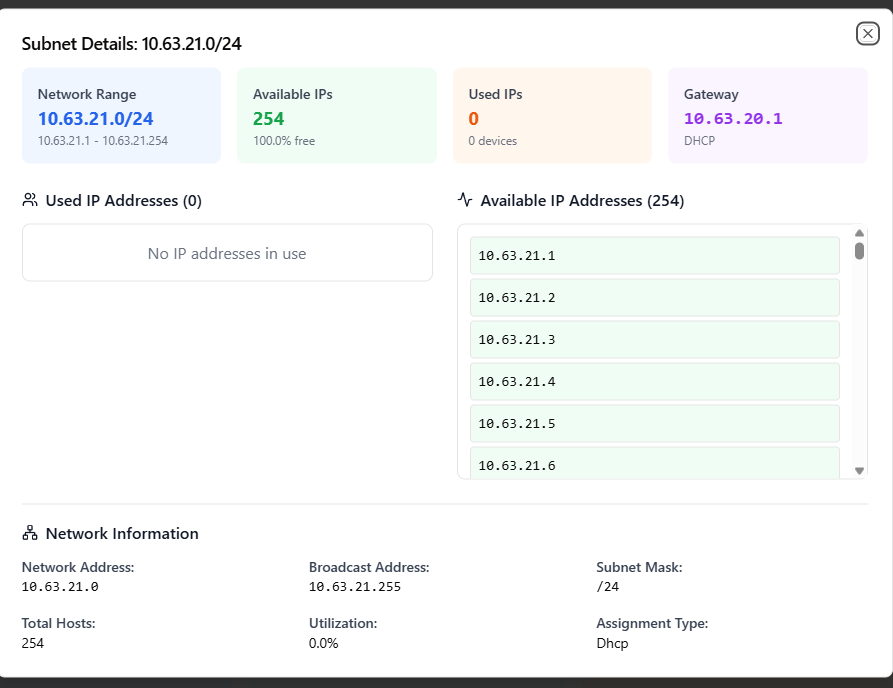 Subnet Details: 10.63.21.0/24
Network Range
10.63.21.0/24
10.63.21.1 - 10.63.21.254
Available IPs
254
100.0% free
Used IPs
0
0 devices
Gateway
10.63.20.1
DHCP
Used IP Addresses (0)
No IP addresses in use
Available IP Addresses (254)
10.63.21.1
10.63.21.2
10.63.21.3
10.63.21.4
10.63.21.5
10.63.21.6
Network Information
Network Address:
10.63.21.0
Broadcast Address:
10.63.21.255
Subnet Mask:
/24
Total Hosts:
254
Utilization:
0.0%
Assignment Type:
Dhcp